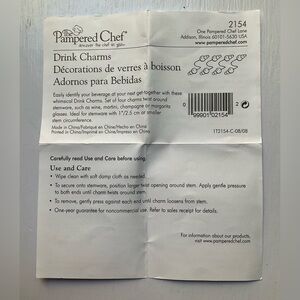 The
Pampered Chef
discover the chef in you
2154
One Pampered Chef Lane
Addison, Illinois 60101-5630 USA
Drink Charms
Décorations de verres à boisson
Adornos para Bebidas
Easily identify your beverage at your next get-together with these
whimsical Drink Charms. Set of four charms twist around
stemware, such as wine, martini, champagne or margarita
glasses. Ideal for stemware with 1"/2.5 cm or smaller
stem circumference.
Made in China/Fabriqué en Chine/Hecho en China
Printed in China/Imprimé en Chine/Impreso en China
0 99001 02154 2
IT2154-C-08/08
Carefully read Use and Care before using.
Use and Care
• Wipe clean with soft damp cloth as needed.
• To secure onto stemware, position larger twist opening around stem. Apply gentle pressure
to both ends until charm twists around stem.
• To remove, gently press against each end until charm loosens from stem.
• One-year guarantee for noncommercial use. Refer to sales receipt for details.
For information about our products,
visit www.pamperedchef.com.